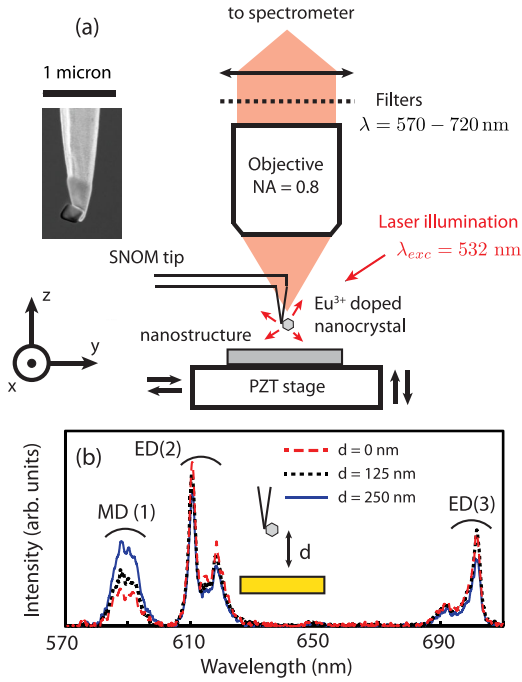 (a)
to spectrometer
1 micron
Filters
λ = 570 − 720 nm
Objective
NA = 0.8
Laser illumination
λexc = 532 nm
SNOM tip
Eu³⁺ doped
nanocrystal
nanostructure
z
y
x
PZT stage
(b)
ED(2)
d = 0 nm
d = 125 nm
d = 250 nm
MD (1)
ED(3)
d
Intensity (arb. units)
570
610
650
690
Wavelength (nm)